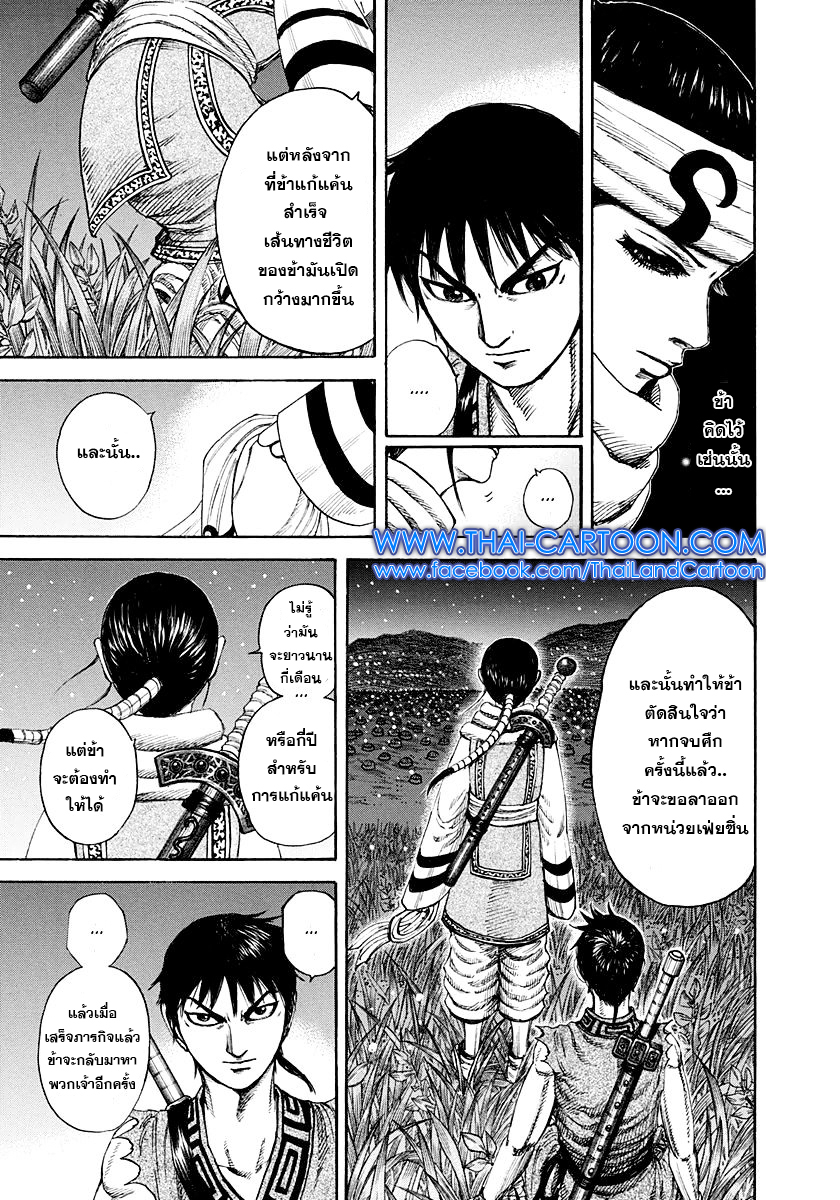 ข้า
คิดไว้
เช่นนั้น
...
....
...
แต่หลังจาก
ที่ข้าแก้แค้น
สำเร็จ
เส้นทางชีวิต
ของข้ามันเปิด
กว้างมากขึ้น
และนั้น..
WWW.THAI-CARTOON.COM
www.facebook.com/ThaiLandCartoon
และนั้นทำให้ข้า
ตัดสินใจว่า
หากจบศึก
ครั้งนี้แล้ว..
ข้าจะขอลาออก
จากหน่วยเฟยซิ่น
ไม่รู้
ว่ามัน
จะยาวนาน
กี่เดือน
...
หรือกี่ปี
สำหรับ
การแก้แค้น
แต่ข้า
จะต้องทำ
ให้ได้
...
...
แล้วเมื่อ
เสร็จภารกิจแล้ว
ข้าจะกลับมาหา
พวกเจ้าอีกครั้ง